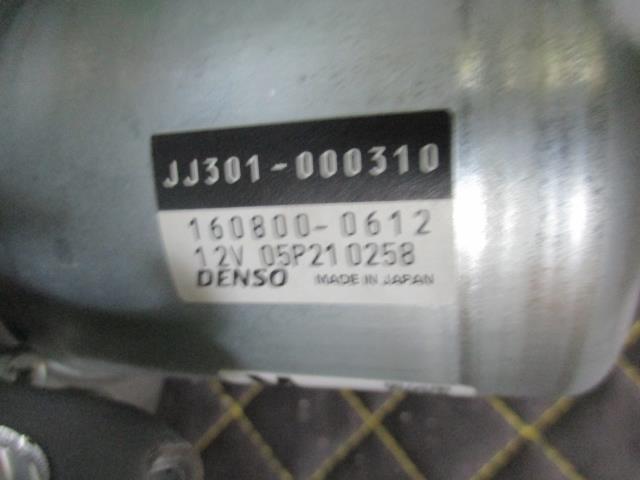 JJ301-000310
160800-0612
12V 05P210258
DENSO MADE IN JAPAN